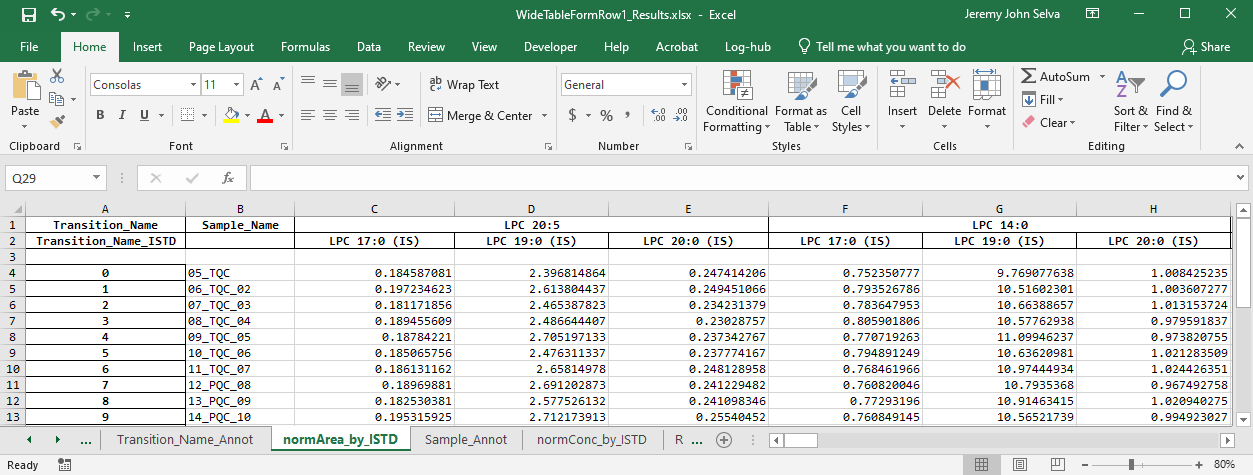 WideTableFormRow1_Results.xlsx - Excel
Jeremy John Selva
File Home Insert Page Layout Formulas Data Review View Developer Help Acrobat Log-hub Tell me what you want to do Share
Paste
Clipboard
Consolas 11
B I U A
Font
Wrap Text
Merge & Center
Alignment
General
$ % ,
Number
Conditional Formatting
Format as Table
Cell Styles
Styles
Insert Delete Format
Cells
AutoSum
Fill
Clear
Sort & Filter
Find & Select
Editing
Q29 fx
A B C D E F G H
1 Transition_Name Sample_Name LPC 20:5 LPC 14:0
2 Transition_Name_ISTD LPC 17:0 (IS) LPC 19:0 (IS) LPC 20:0 (IS) LPC 17:0 (IS) LPC 19:0 (IS) LPC 20:0 (IS)
3
4 0 05_TQC 0.184587081 2.396814864 0.247414206 0.752350777 9.769077638 1.008425235
5 1 06_TQC_02 0.197234623 2.613804437 0.249451066 0.793526786 10.51602301 1.003607277
6 2 07_TQC_03 0.181171856 2.465387823 0.234231379 0.783647953 10.66388657 1.013153724
7 3 08_TQC_04 0.189455609 2.486644407 0.23028757 0.805901806 10.57762938 0.979591837
8 4 09_TQC_05 0.18784221 2.705197133 0.237342767 0.770719263 11.09946237 0.973820755
9 5 10_TQC_06 0.185065756 2.476311337 0.237774167 0.794891249 10.63620981 1.021283509
10 6 11_TQC_07 0.186131162 2.65814978 0.248128958 0.768461966 10.97444934 1.024426351
11 7 12_PQC_08 0.18969881 2.691202873 0.241229482 0.760820046 10.7935368 0.967492758
12 8 13_PQC_09 0.182530381 2.577526132 0.241098346 0.77293196 10.91463415 1.020940275
13 9 14_PQC_10 0.195315925 2.712173913 0.25540452 0.760849145 10.56521739 0.994923027
... Transition_Name_Annot normArea_by_ISTD Sample_Annot normConc_by_ISTD R ...
Ready 80%